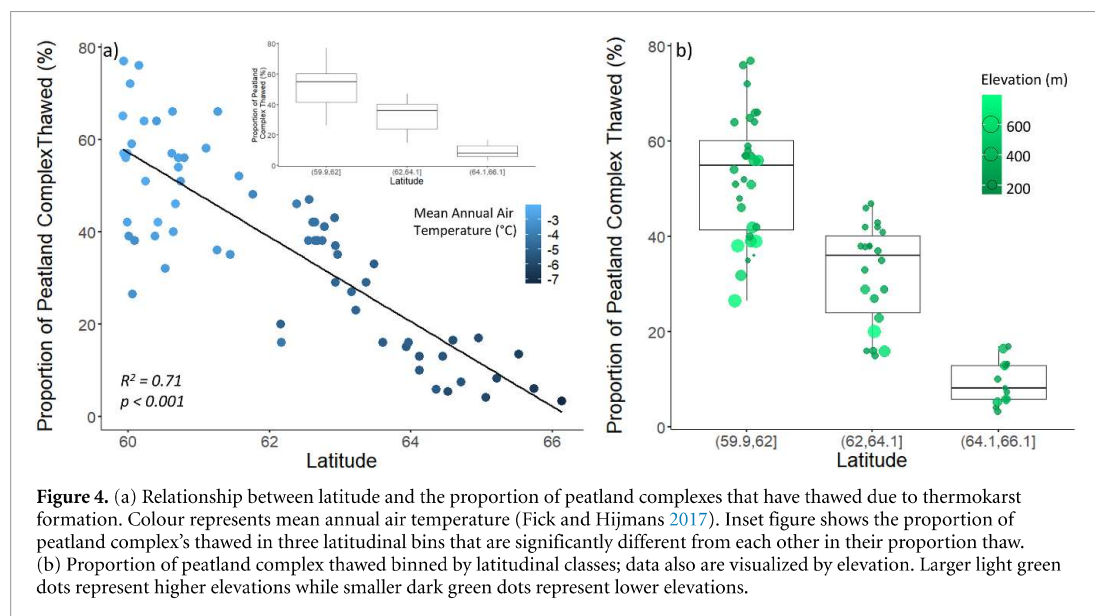 a)
Proportion of Peatland ComplexThawed (%)
80
60
40
20
0
60
62
64
66
Latitude
R² = 0.71
p < 0.001
Proportion of Peatland
Complex Thawed (%)
80
60
40
20
0
(59.9,62]
(62,64.1]
(64.1,66.1]
Latitude
Mean Annual Air
Temperature (°C)
-3
-4
-5
-6
-7
b)
Proportion of Peatland Complex Thawed (%)
80
60
40
20
0
(59.9,62]
(62,64.1]
(64.1,66.1]
Latitude
Elevation (m)
600
400
200
Figure 4. (a) Relationship between latitude and the proportion of peatland complexes that have thawed due to thermokarst
formation. Colour represents mean annual air temperature (Fick and Hijmans 2017). Inset figure shows the proportion of
peatland complex’s thawed in three latitudinal bins that are significantly different from each other in their proportion thaw.
(b) Proportion of peatland complex thawed binned by latitudinal classes; data also are visualized by elevation. Larger light green
dots represent higher elevations while smaller dark green dots represent lower elevations.